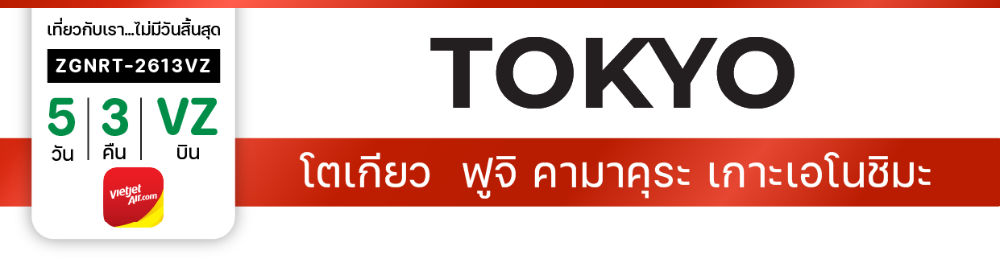 เที่ยวกับเรา...ไม่มีวันสิ้นสุด
ZGNRT-2613VZ
5 3 VZ
วัน คืน บิน
vietjet
Air.com
TOKYO
โตเกียว ฟูจิ คามาคุระ เกาะเอโนชิมะ